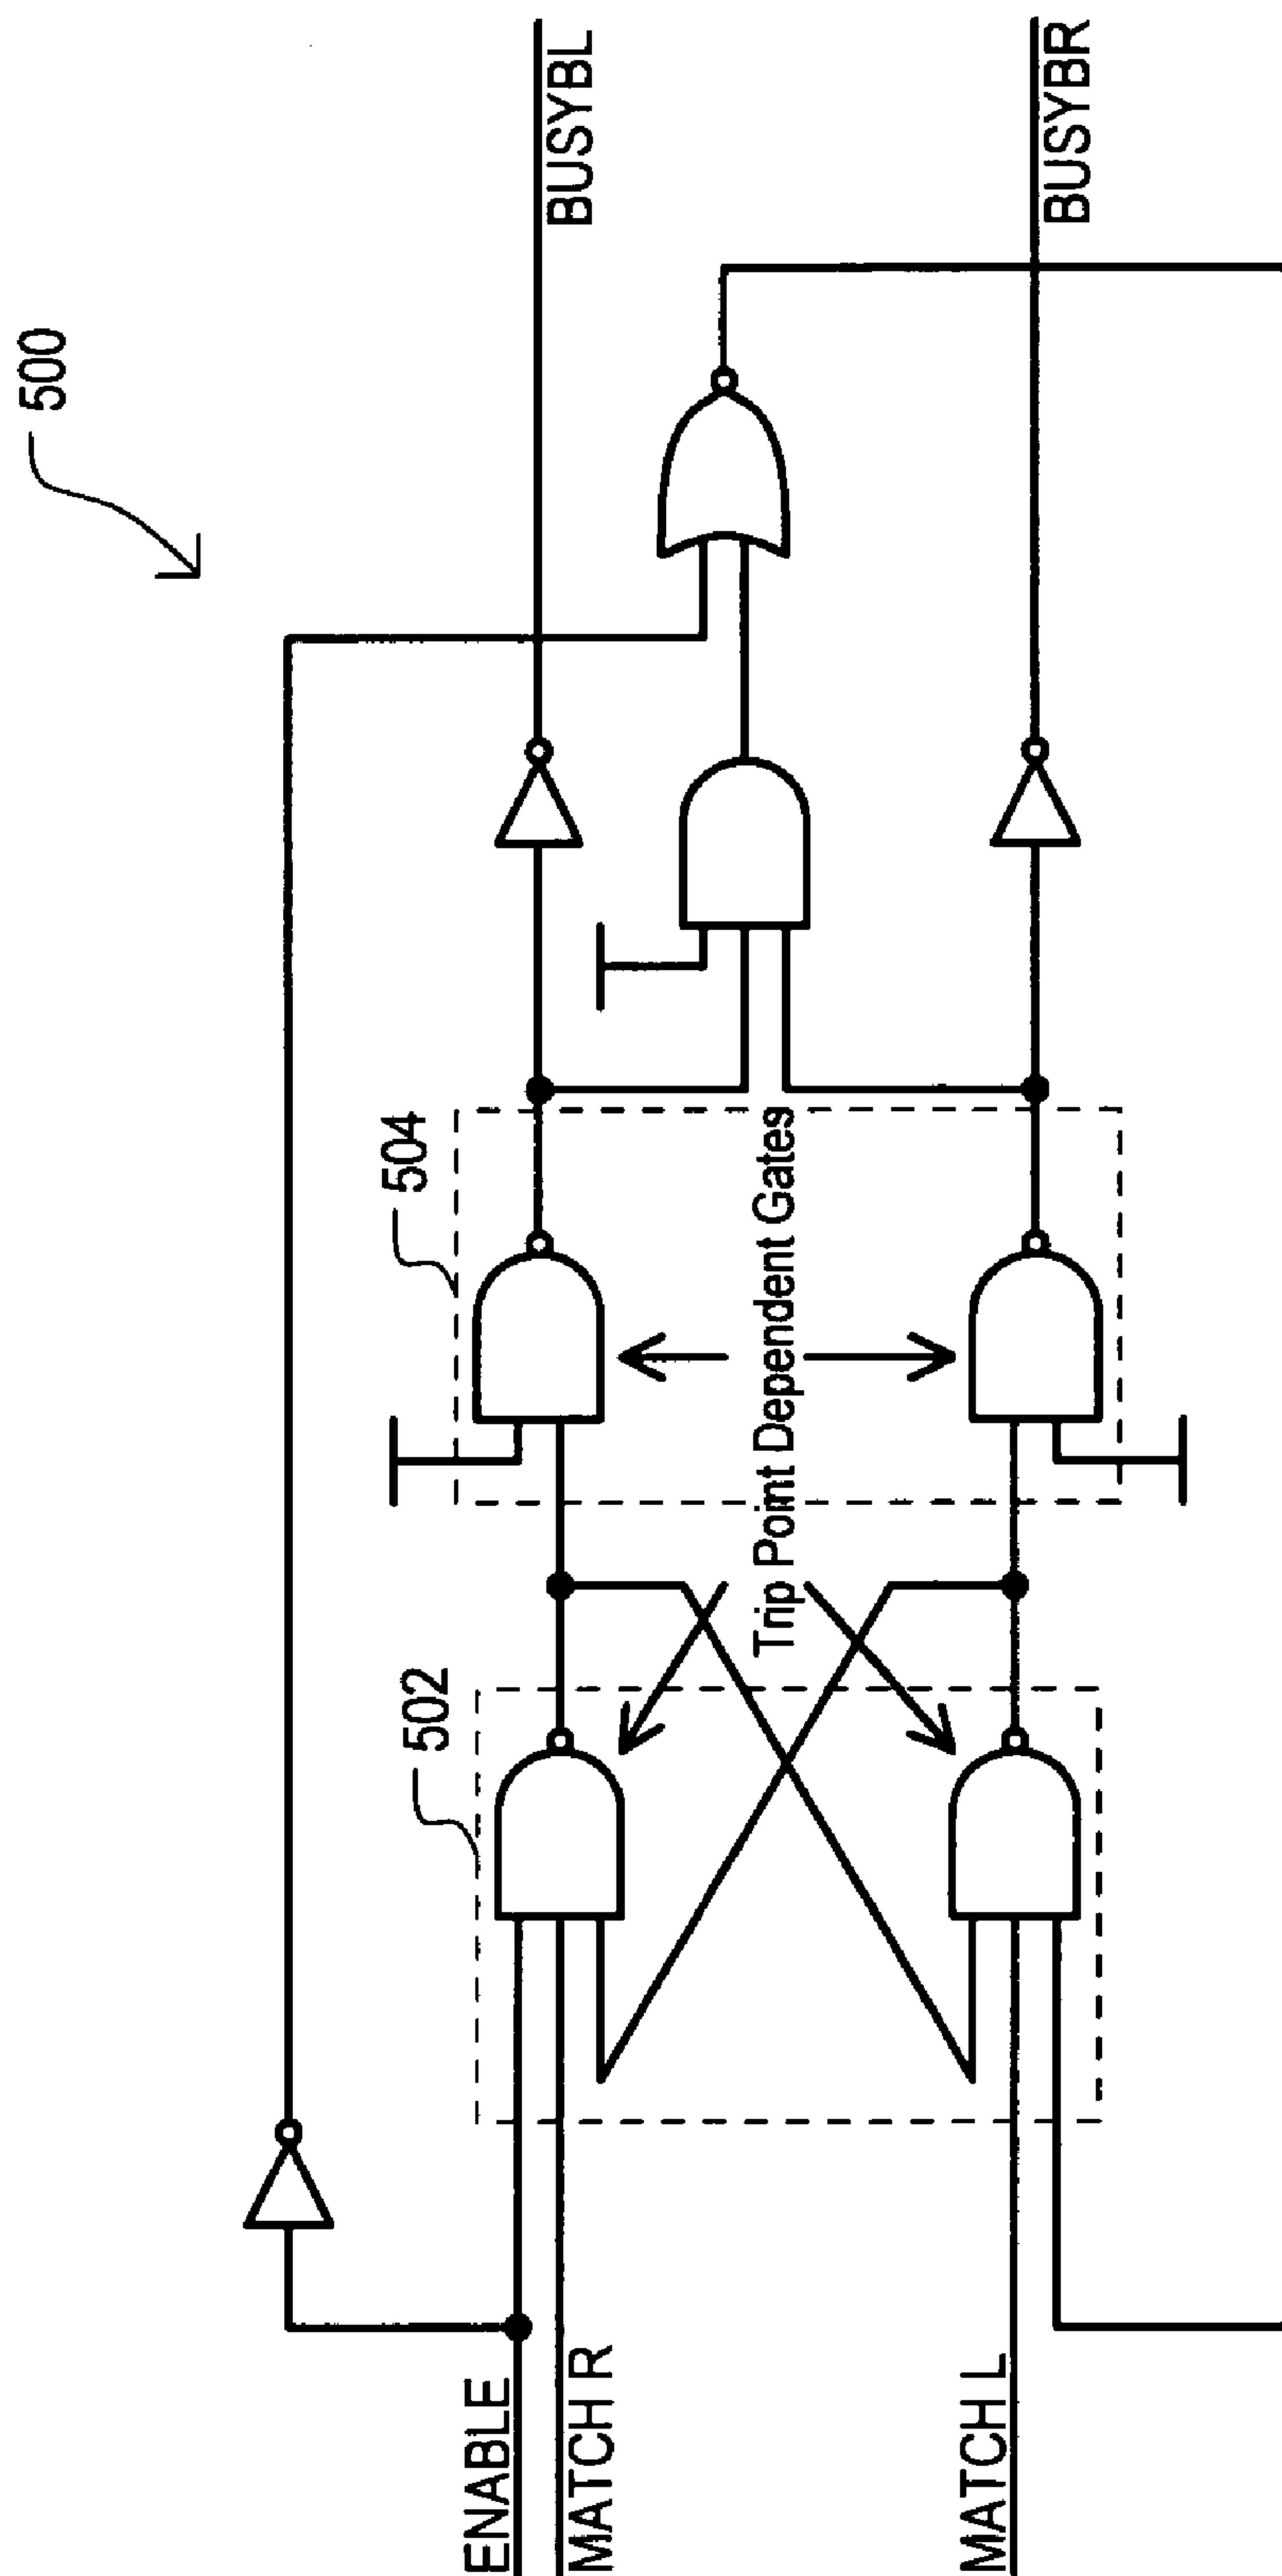 500
BUSYBL
BUSYBR
504
502
Trip Point Dependent Gates
ENABLE
MATCH R
MATCH L